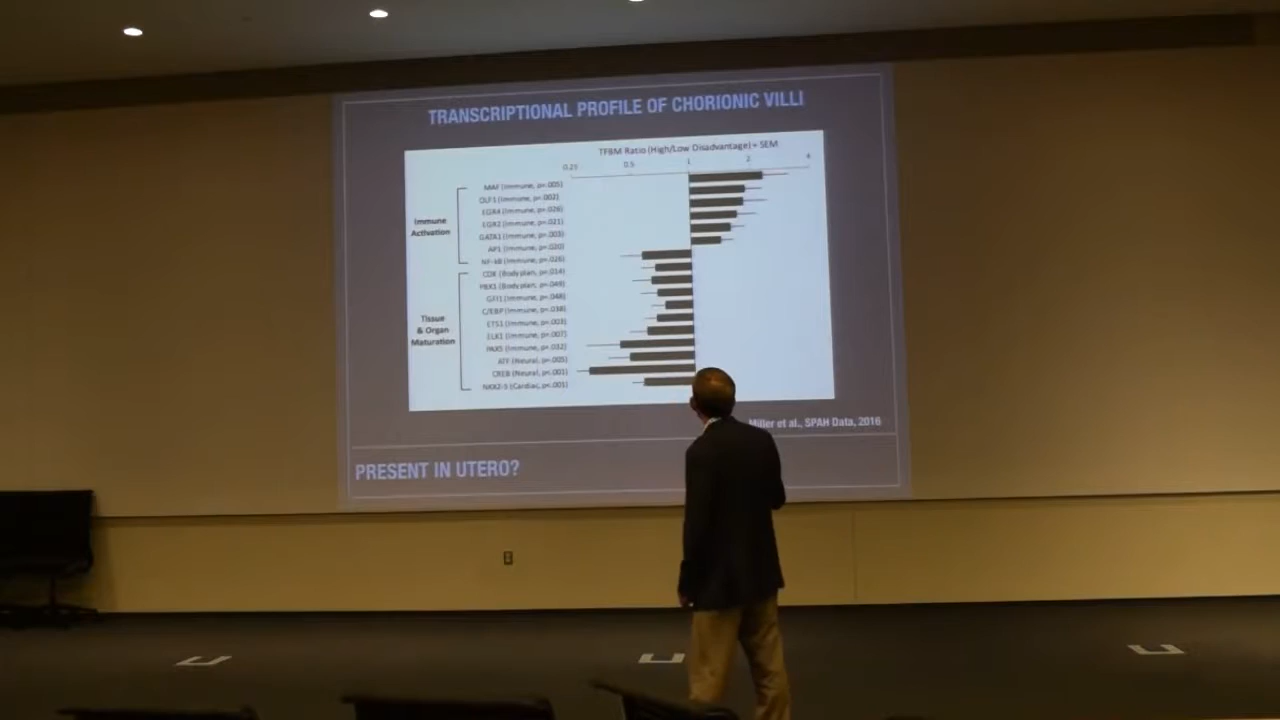 TRANSCRIPTIONAL PROFILE OF CHORIONIC VILLI
TFBM Ratio (High/Low Disadvantage) + SEM
0.25 0.5 1 2 4
MAF (Immune, p=.005)
OLF1 (Immune, p=.002)
EGR4 (Immune, p=.026)
EGR2 (Immune, p=.021)
GATA1 (Immune, p=.003)
AP1 (Immune, p=.020)
NF-kB (Immune, p=.026)
Immune
Activation
CDX (Body plan, p=.014)
PBX1 (Body plan, p=.049)
GFI1 (Immune, p=.048)
C/EBP (Immune, p=.038)
ETS1 (Immune, p=.003)
ELK1 (Immune, p=.007)
PAX5 (Immune, p=.032)
ATF (Neural, p=.005)
CREB (Neural, p=.001)
NKX2-5 (Cardiac, p=.001)
Tissue
& Organ
Maturation
Miller et al., SPAH Data, 2016
PRESENT IN UTERO?